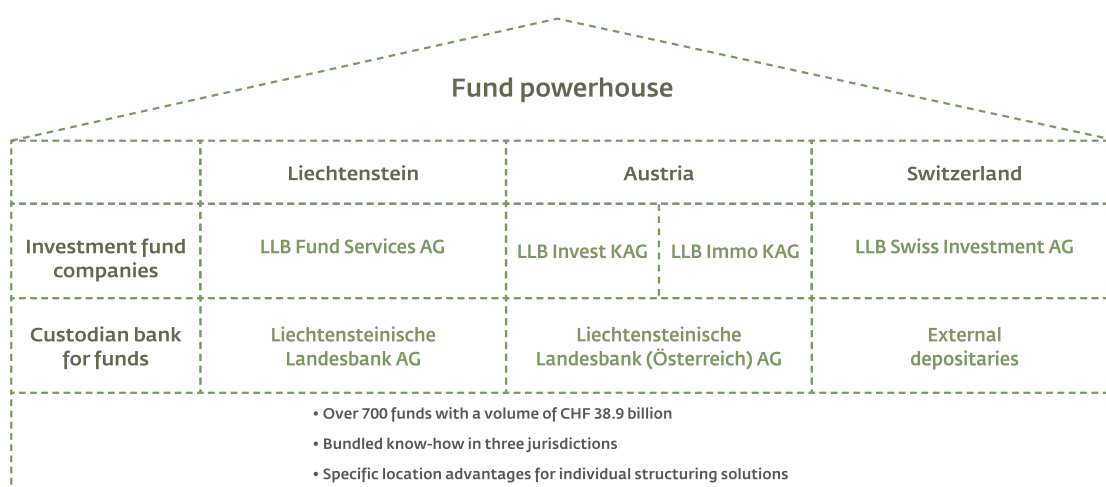 Fund powerhouse
Liechtenstein
Austria
Switzerland
Investment fund
companies
LLB Fund Services AG
LLB Invest KAG
LLB Immo KAG
LLB Swiss Investment AG
Custodian bank
for funds
Liechtensteinische
Landesbank AG
Liechtensteinische
Landesbank (Österreich) AG
External
depositaries
• Over 700 funds with a volume of CHF 38.9 billion
• Bundled know-how in three jurisdictions
• Specific location advantages for individual structuring solutions